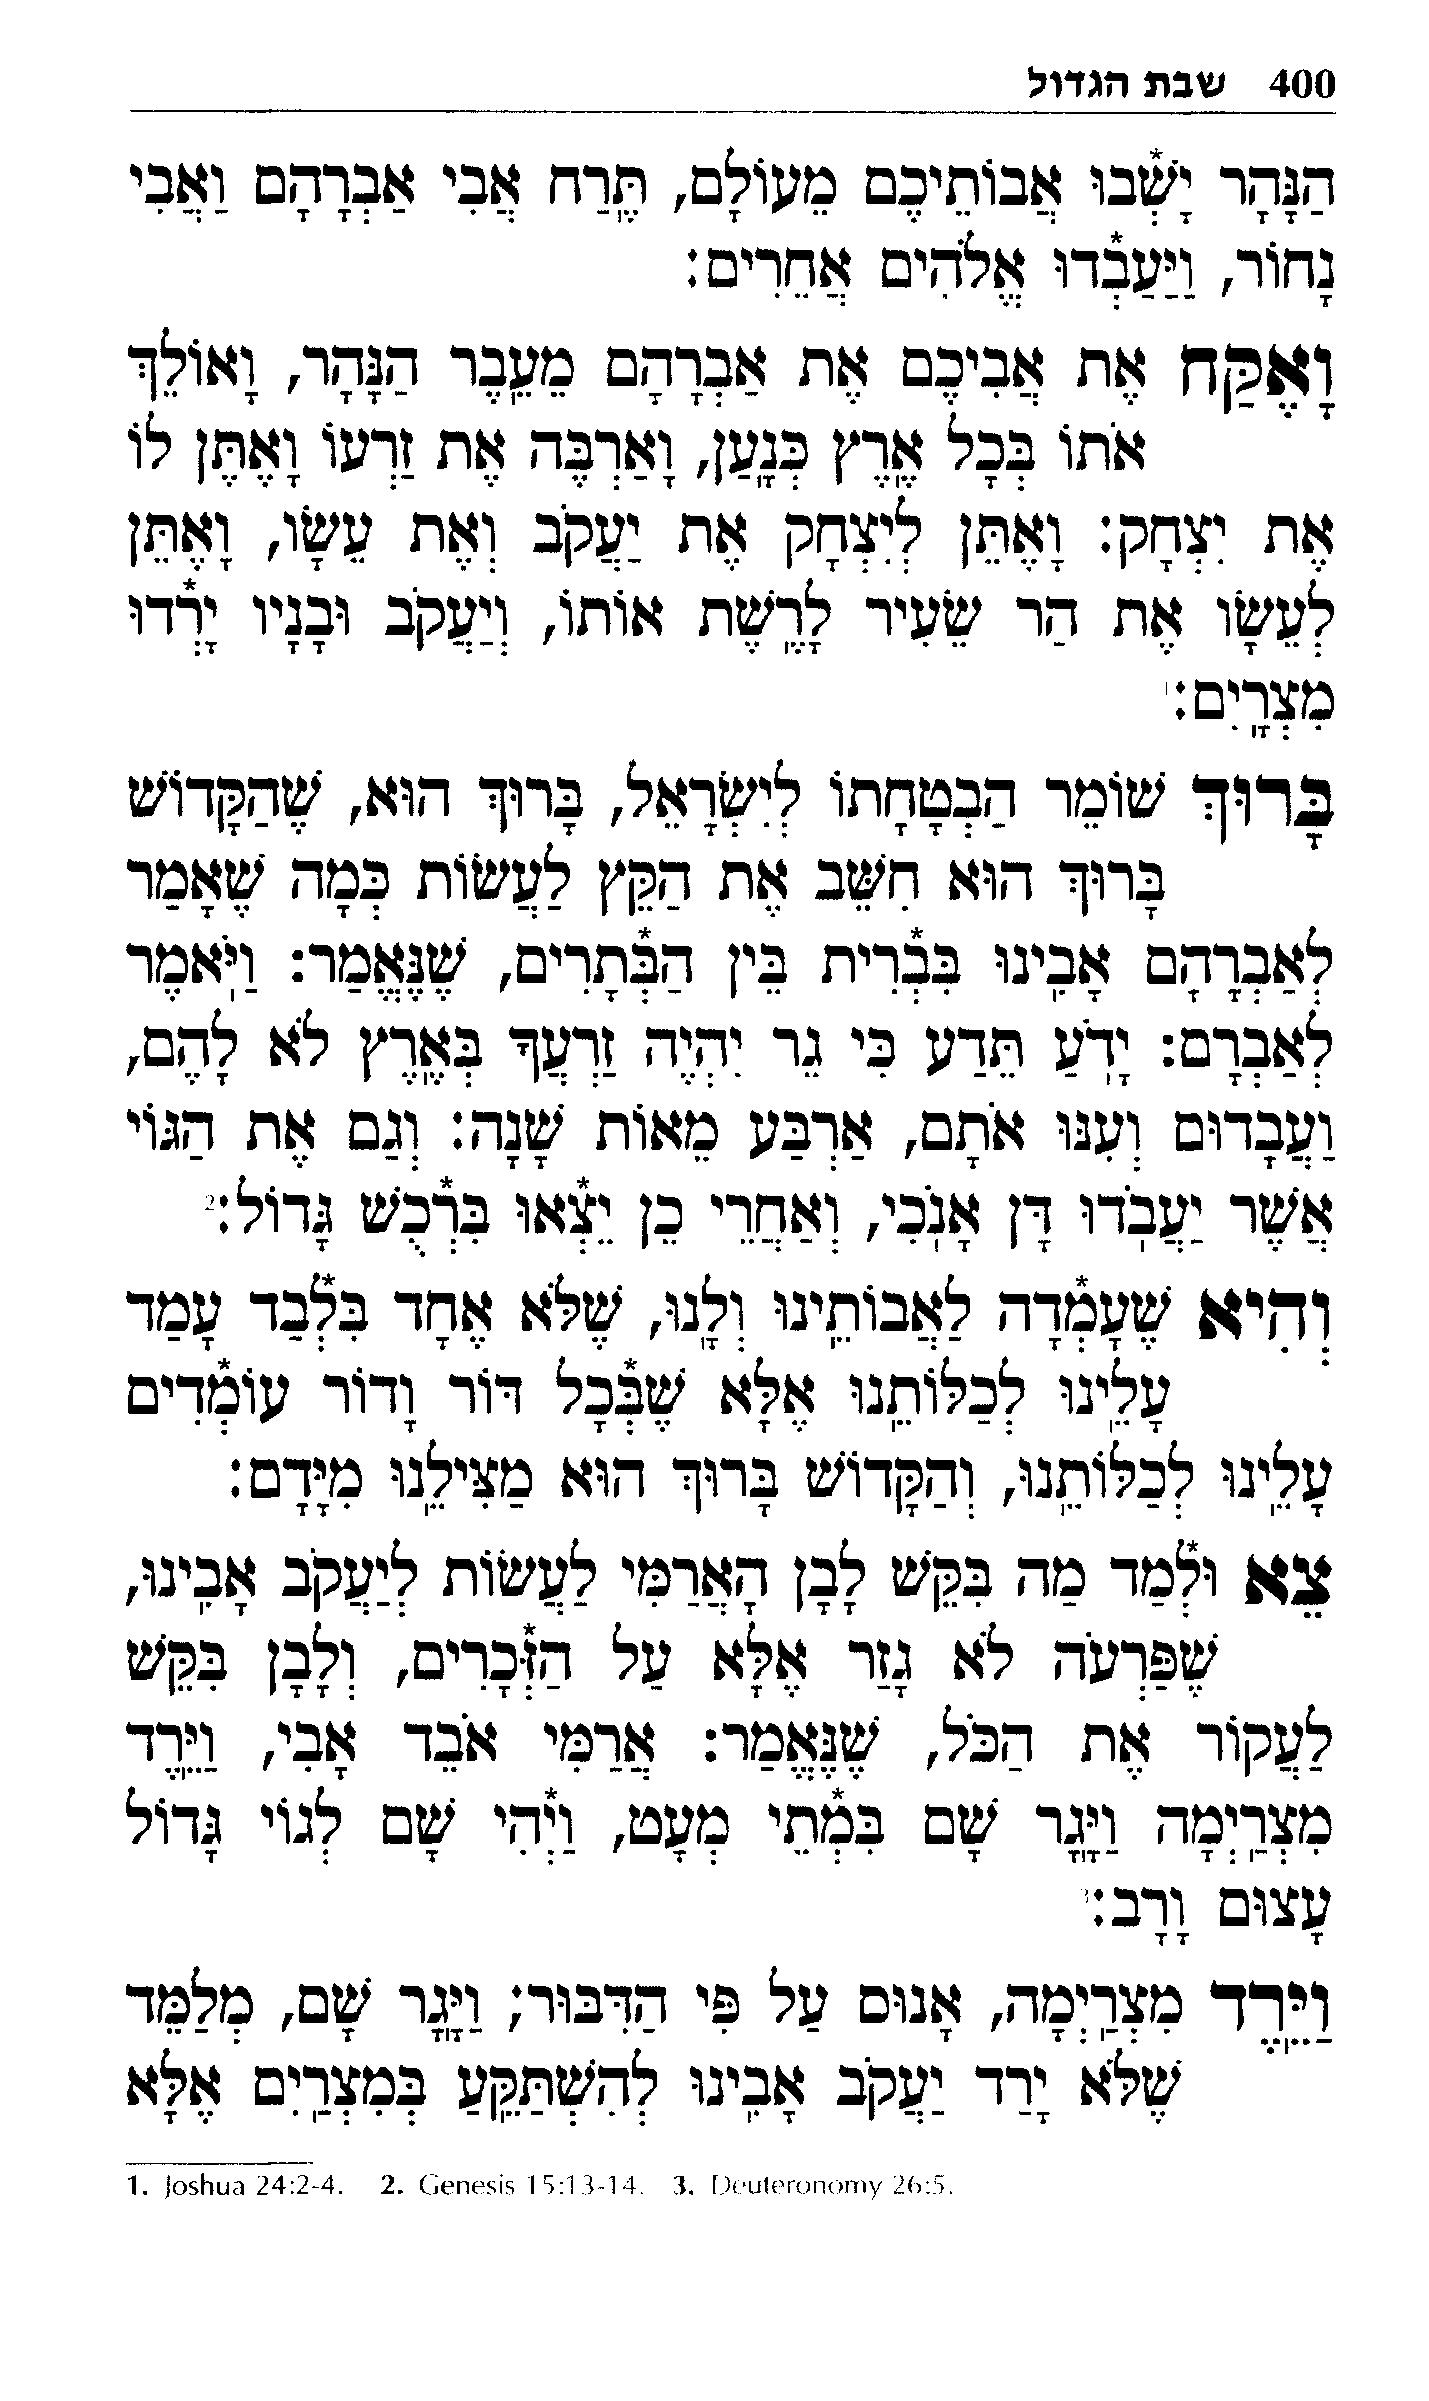 400 שבת הגדול
הַנָּהָר יָשְׁ֯בוּ אֲבוֹתֵיכֶם מֵעוֹלָם, תֶּֽרַח אֲבִי אַבְרָהָם וַאֲבִי
נָחוֹר, וַיַּעַבְ֯דוּ אֱלֹהִים אֲחֵרִים:
וָאֶקַּח אֶת אֲבִיכֶם אֶת אַבְרָהָם מֵעֵֽבֶר הַנָּהָר, וָאוֹלֵךְ
אֹתוֹ בְּכָל אֶֽרֶץ כְּנָֽעַן, וָאַרְבֶּה אֶת זַרְעוֹ וָאֶתֶּן לוֹ
אֶת יִצְחָק: וָאֶתֵּן לְיִצְחָק אֶת יַעֲקֹב וְאֶת עֵשָׂו, וָאֶתֵּן
לְעֵשָׂו אֶת הַר שֵׂעִיר לָרֶֽשֶׁת אוֹתוֹ, וְיַעֲקֹב וּבָנָיו יָרְ֯דוּ
מִצְרָֽיִם:¹
בָּרוּךְ שׁוֹמֵר הַבְטָחָתוֹ לְיִשְׂרָאֵל, בָּרוּךְ הוּא, שֶׁהַקָּדוֹשׁ
בָּרוּךְ הוּא חִשֵּׁב אֶת הַקֵּץ לַעֲשׂוֹת כְּמָה שֶׁאָמַר
לְאַבְרָהָם אָבִֽינוּ בִּבְ֯רִית בֵּין הַבְּ֯תָרִים, שֶׁנֶּאֱמַר: וַיֹּֽאמֶר
לְאַבְרָם: יָדֹֽעַ תֵּדַע כִּי גֵר יִהְיֶה זַרְעֲךָ בְּאֶֽרֶץ לֹא לָהֶם,
וַעֲבָדוּם וְעִנּוּ אֹתָם, אַרְבַּע מֵאוֹת שָׁנָה: וְגַם אֶת הַגּוֹי
אֲשֶׁר יַעֲבֹֽדוּ דָּן אָנֹֽכִי, וְאַחֲרֵי כֵן יֵצְ֯אוּ בִּרְ֯כֻשׁ גָּדוֹל:²
וְהִיא שֶׁעָמְ֯דָה לַאֲבוֹתֵֽינוּ וְלָֽנוּ, שֶׁלֹּא אֶחָד בִּלְ֯בַד עָמַד
עָלֵֽינוּ לְכַלּוֹתֵֽנוּ אֶלָּא שֶׁבְּ֯כָל דּוֹר וָדוֹר עוֹמְ֯דִים
עָלֵֽינוּ לְכַלּוֹתֵֽנוּ, וְהַקָּדוֹשׁ בָּרוּךְ הוּא מַצִּילֵֽנוּ מִיָּדָם:
צֵא וּלְ֯מַד מַה בִּקֵּשׁ לָבָן הָאֲרַמִּי לַעֲשׂוֹת לְיַעֲקֹב אָבִֽינוּ,
שֶׁפַּרְעֹה לֹא גָזַר אֶלָּא עַל הַזְּ֯כָרִים, וְלָבָן בִּקֵּשׁ
לַעֲקוֹר אֶת הַכֹּל, שֶׁנֶּאֱמַר: אֲרַמִּי אֹבֵד אָבִי, וַיֵּֽרֶד
מִצְרַֽיְמָה וַיָּֽגָר שָׁם בִּמְ֯תֵי מְעָט, וַיְ֯הִי שָׁם לְגוֹי גָּדוֹל
עָצוּם וָרָב:³
וַיֵּֽרֶד מִצְרַֽיְמָה, אָנוּס עַל פִּי הַדִּבּוּר; וַיָּֽגָר שָׁם, מְלַמֵּד
שֶׁלֹּא יָרַד יַעֲקֹב אָבִֽינוּ לְהִשְׁתַּקֵּֽעַ בְּמִצְרַֽיִם אֶלָּא
1. Joshua 24:2-4. 2. Genesis 15:13-14. 3. Deuteronomy 26:5.